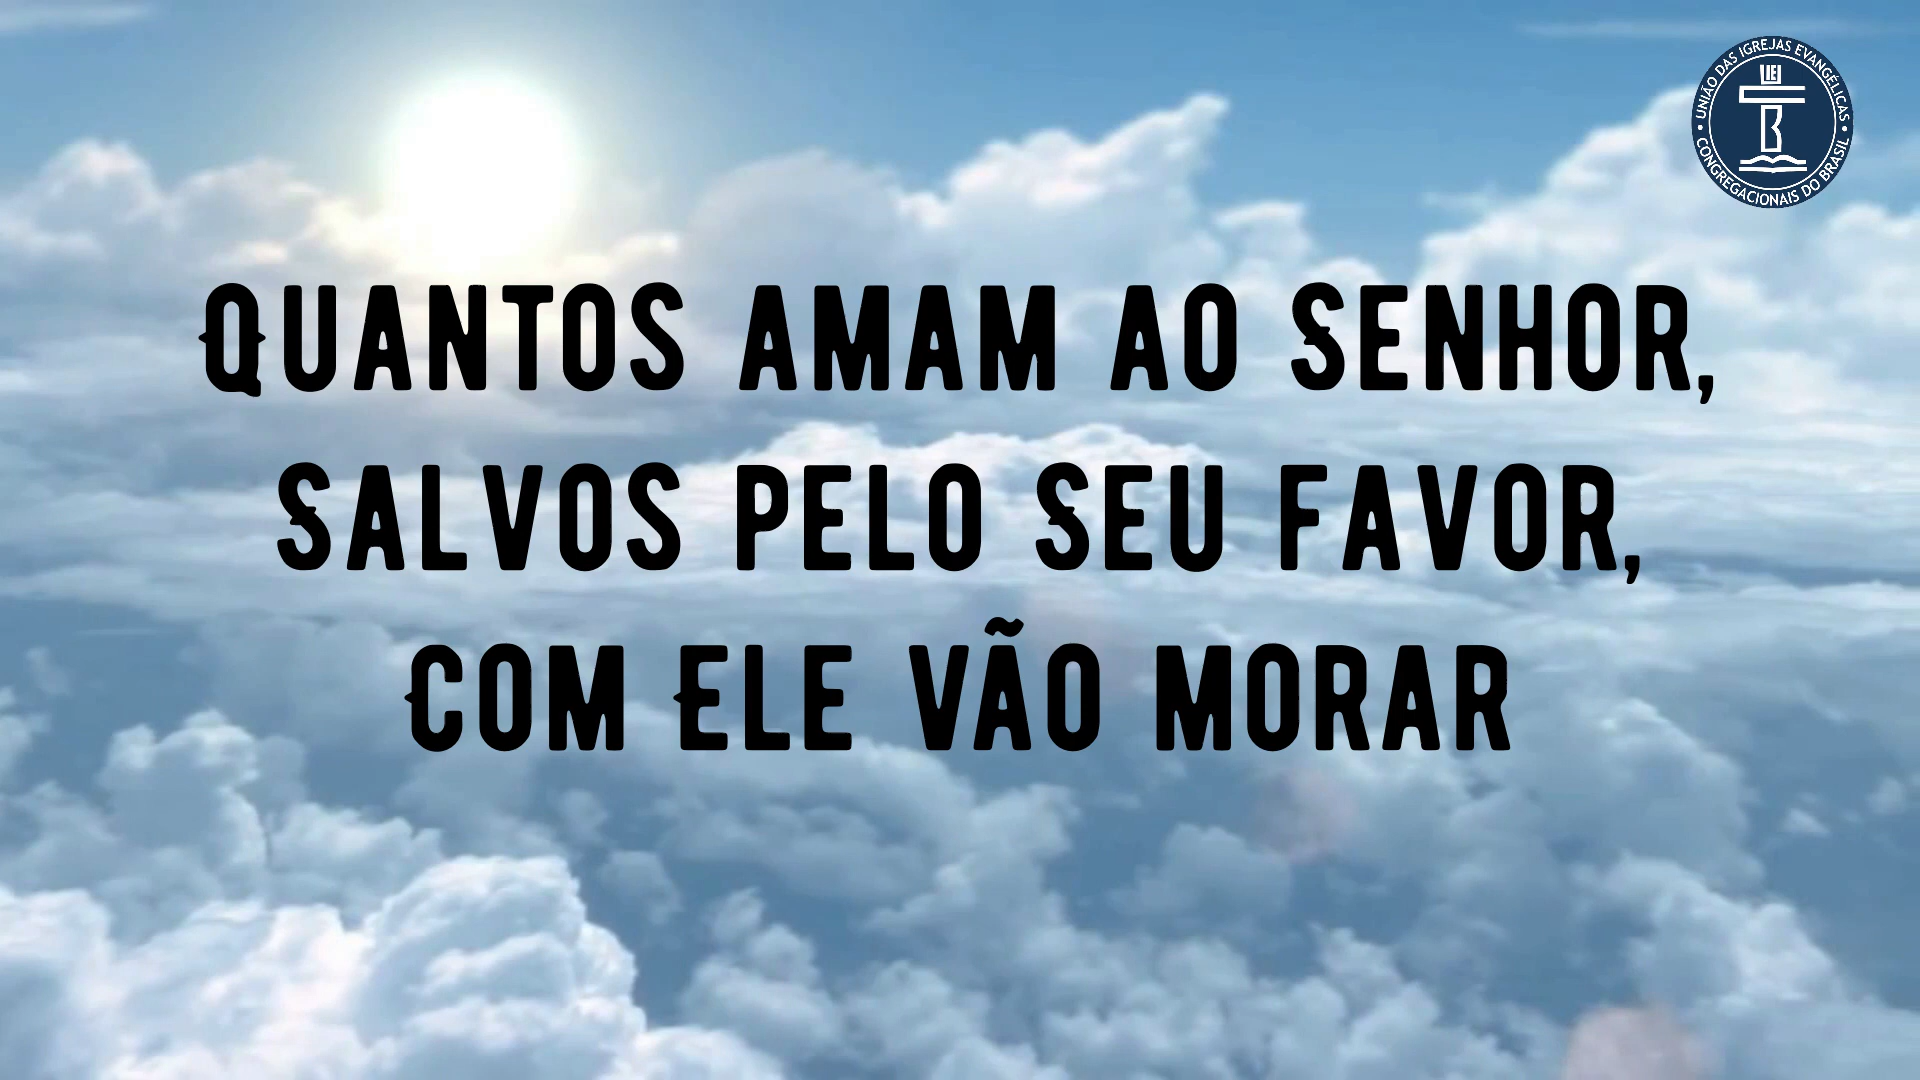 UNIÃO DAS IGREJAS EVANGÉLICAS
• CONGREGACIONAIS DO BRASIL •
Quantos amam ao Senhor,
Salvos pelo Seu favor,
Com Ele vão morar